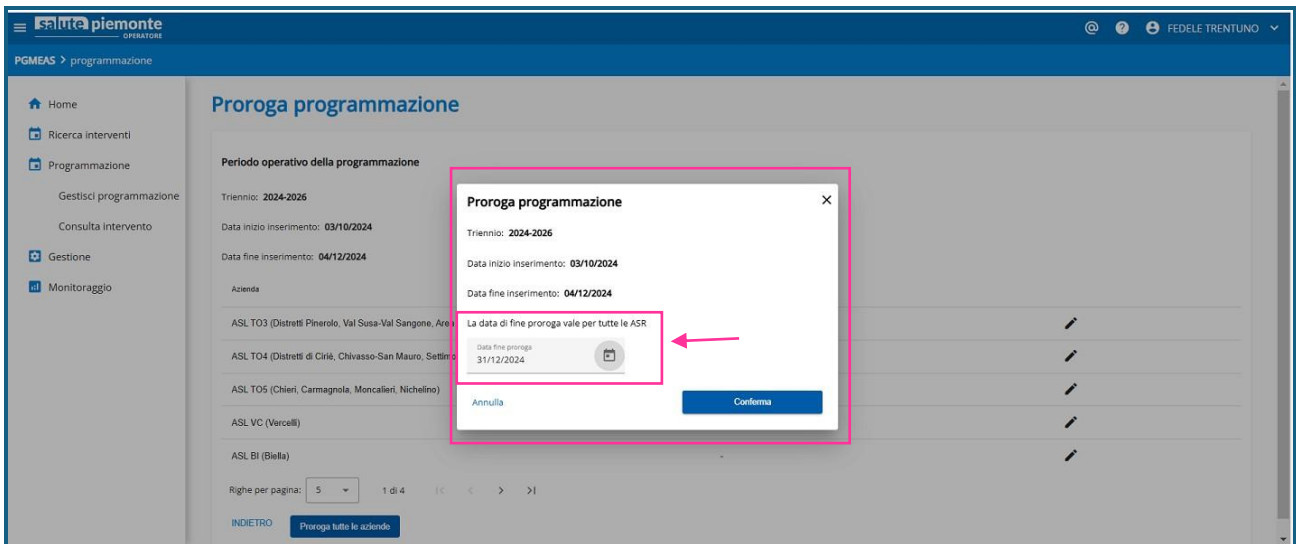 salute piemonte
OPERATORE
FEDELE TRENTUNO
PGMEAS > programmazione
Home
Ricerca interventi
Programmazione
Gestisci programmazione
Consulta intervento
Gestione
Monitoraggio
Proroga programmazione
Periodo operativo della programmazione
Triennio: 2024-2026
Data inizio inserimento: 03/10/2024
Data fine inserimento: 04/12/2024
Azienda
ASL TO3 (Distretti Pinerolo, Val Susa-Val Sangone, Area
ASL TO4 (Distretti di Ciriè, Chivasso-San Mauro, Settimo
ASL TO5 (Chieri, Carmagnola, Moncalieri, Nichelino)
ASL VC (Vercelli)
ASL BI (Biella) -
Righe per pagina: 5 1 di 4
INDIETRO Proroga tutte le aziende
Proroga programmazione
Triennio: 2024-2026
Data inizio inserimento: 03/10/2024
Data fine inserimento: 04/12/2024
La data di fine proroga vale per tutte le ASR
Data fine proroga
31/12/2024
Annulla Conferma